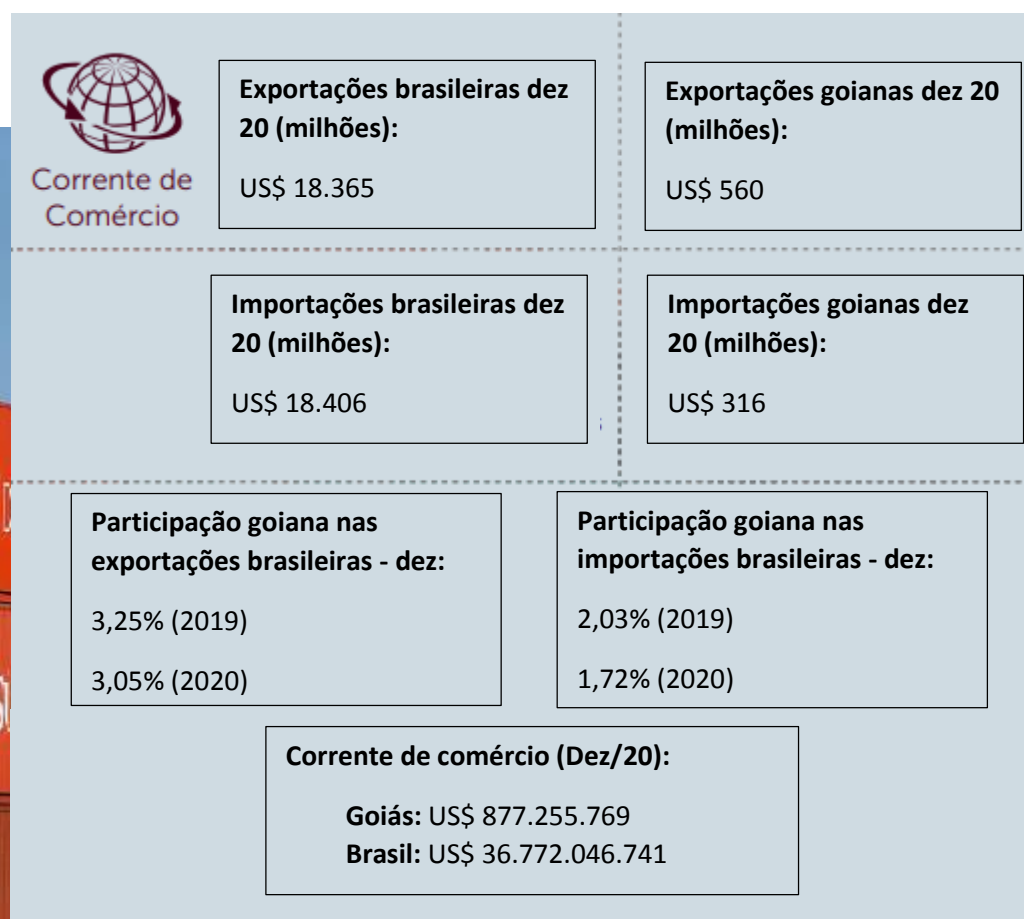 Corrente de
Comércio
Exportações brasileiras dez
20 (milhões):
US$ 18.365
Exportações goianas dez 20
(milhões):
US$ 560
Importações brasileiras dez
20 (milhões):
US$ 18.406
Importações goianas dez
20 (milhões):
US$ 316
Participação goiana nas
exportações brasileiras - dez:
3,25% (2019)
3,05% (2020)
Participação goiana nas
importações brasileiras - dez:
2,03% (2019)
1,72% (2020)
Corrente de comércio (Dez/20):
Goiás: US$ 877.255.769
Brasil: US$ 36.772.046.741